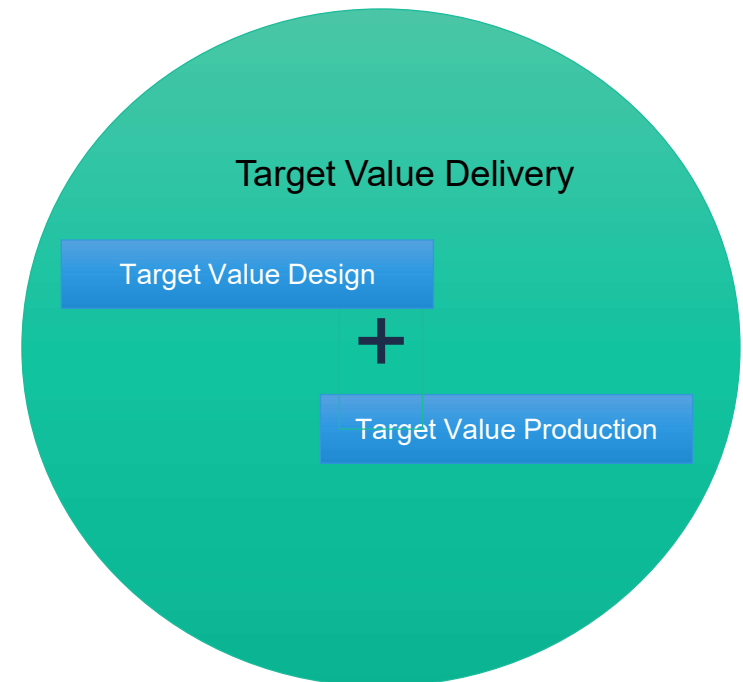 Target Value Delivery
Target Value Design
+
Target Value Production